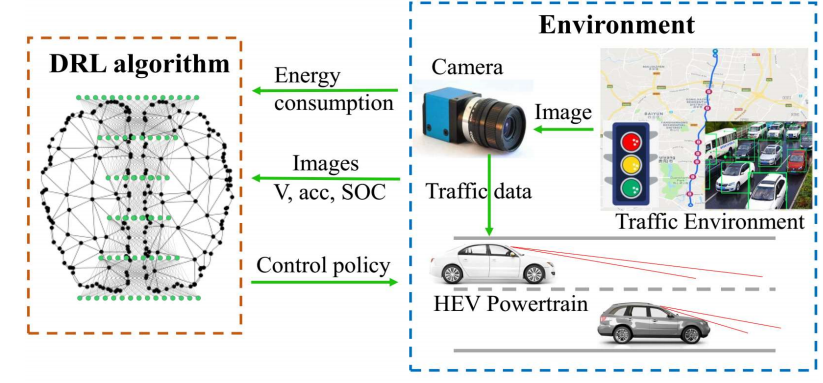 Environment
DRL algorithm
Energy
consumption
Camera
Image
Images
V, acc, SOC
Traffic data
Traffic Environment
Control policy
HEV Powertrain